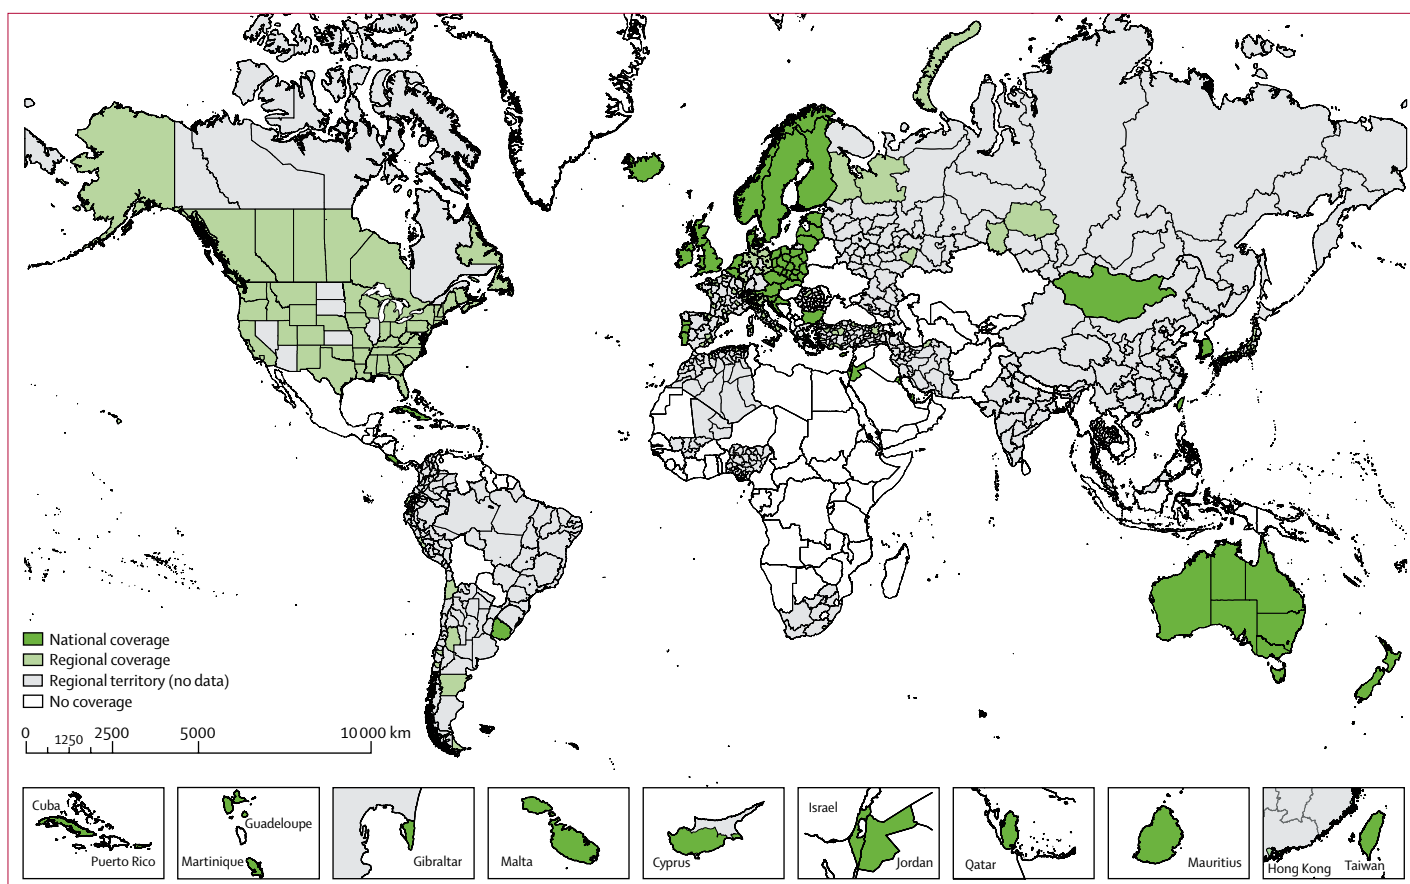 National coverage
Regional coverage
Regional territory (no data)
No coverage
0 1250 2500 5000 10 000 km
Cuba
Puerto Rico
Guadeloupe
Martinique
Gibraltar
Malta
Cyprus
Israel
Jordan
Qatar
Mauritius
Hong Kong
Taiwan